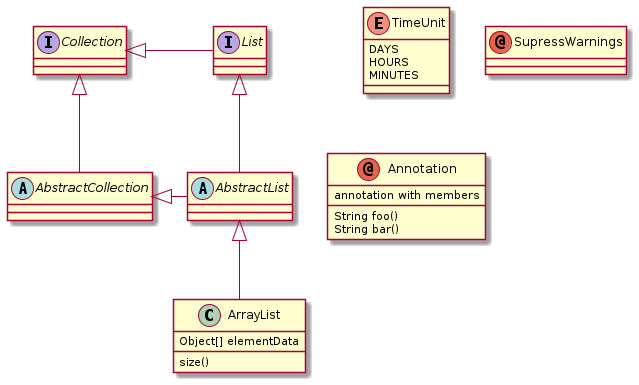 I Collection
I List
E TimeUnit
DAYS
HOURS
MINUTES
@ SupressWarnings
A AbstractCollection
A AbstractList
@ Annotation
annotation with members
String foo()
String bar()
C ArrayList
Object[] elementData
size()